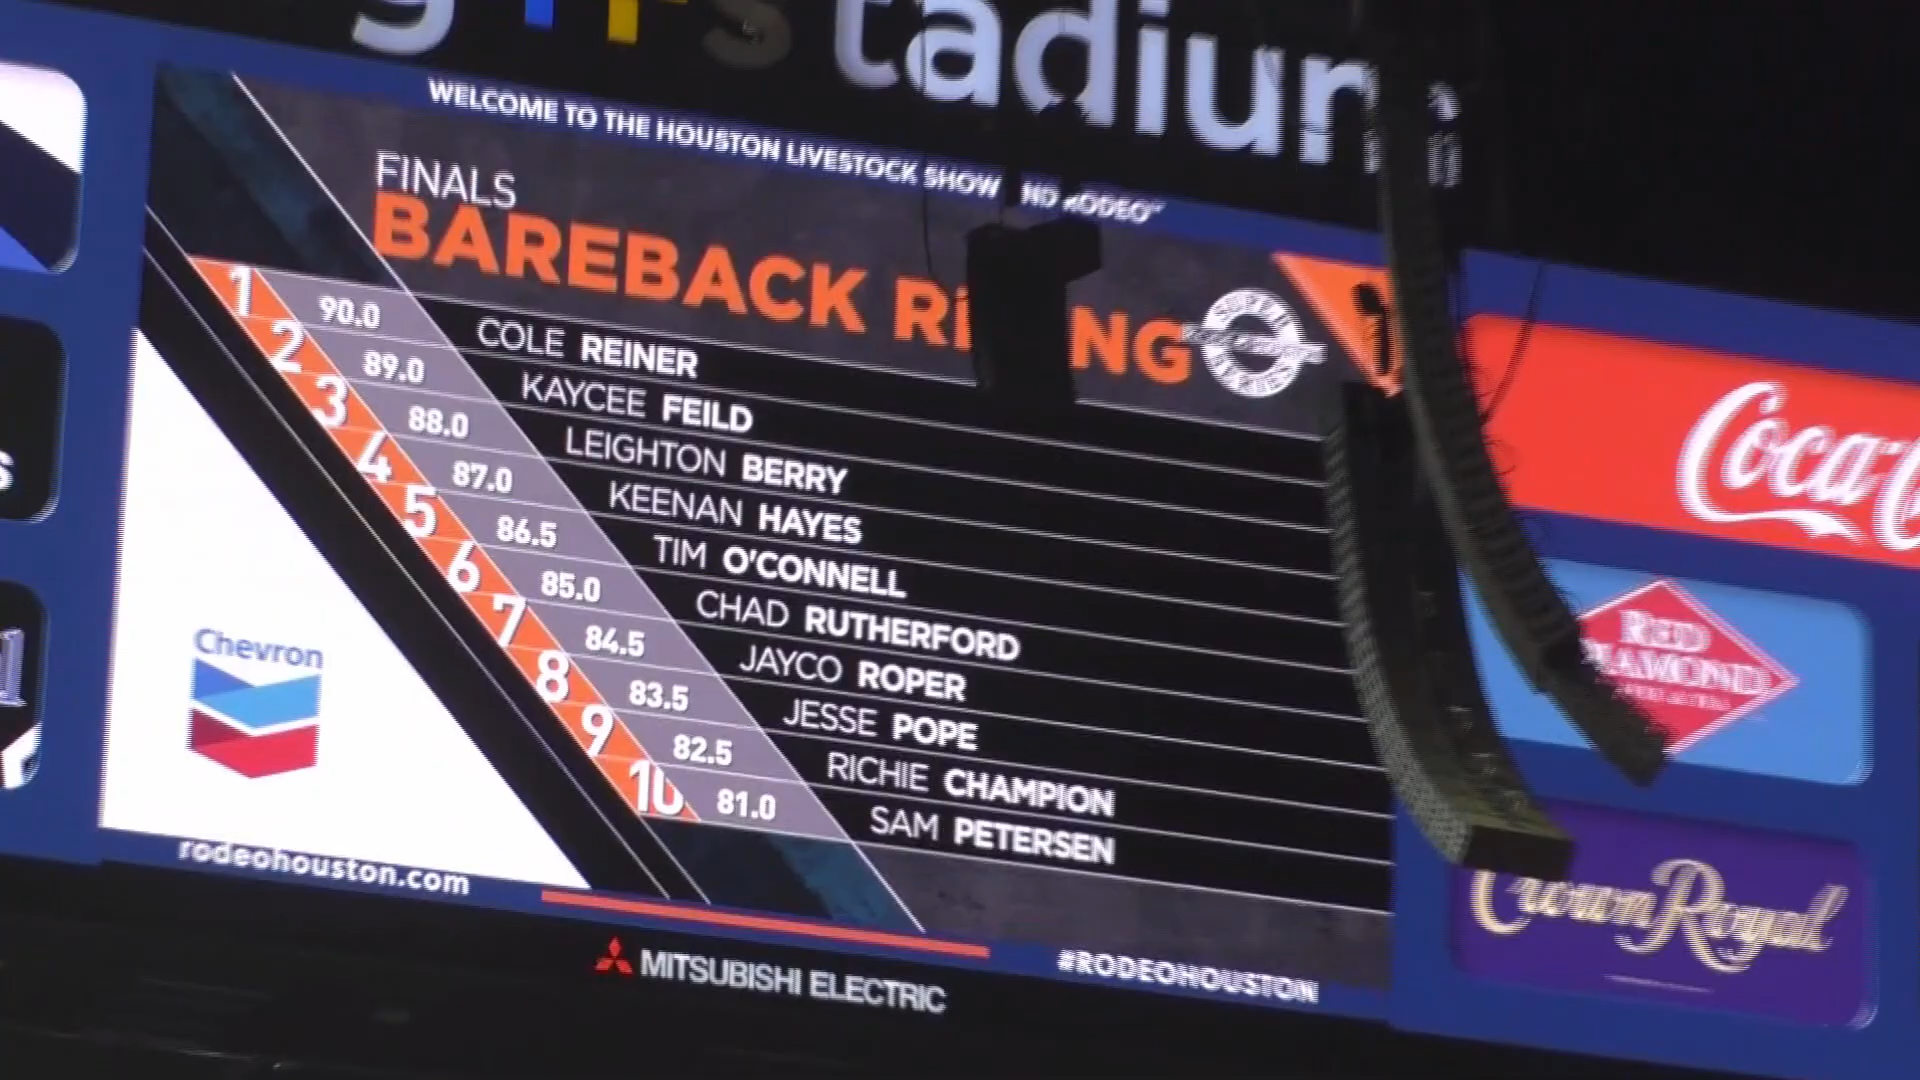 stadium
WELCOME TO THE HOUSTON LIVESTOCK SHOW
FINALS
BAREBACK
1 90.0 COLE REINER
2 89.0 KAYCEE FEILD
3 88.0 LEIGHTON BERRY
4 87.0 KEENAN HAYES
5 86.5 TIM O'CONNELL
6 85.0 CHAD RUTHERFORD
7 84.5 JAYCO ROPER
8 83.5 JESSE POPE
9 82.5 RICHIE CHAMPION
10 81.0 SAM PETERSEN
Chevron
rodeohouston.com
#RODEOHOUSTON
MITSUBISHI ELECTRIC
RED
Crown Royal